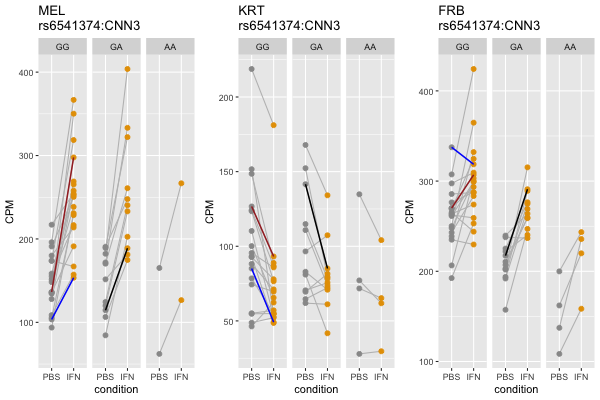 MEL
rs6541374:CNN3
GG GA AA
CPM
400
300
200
100
PBS IFN PBS IFN PBS IFN
condition
KRT
rs6541374:CNN3
GG GA AA
CPM
200
150
100
50
PBS IFN PBS IFN PBS IFN
condition
FRB
rs6541374:CNN3
GG GA AA
CPM
400
300
200
100
PBS IFN PBS IFN PBS IFN
condition